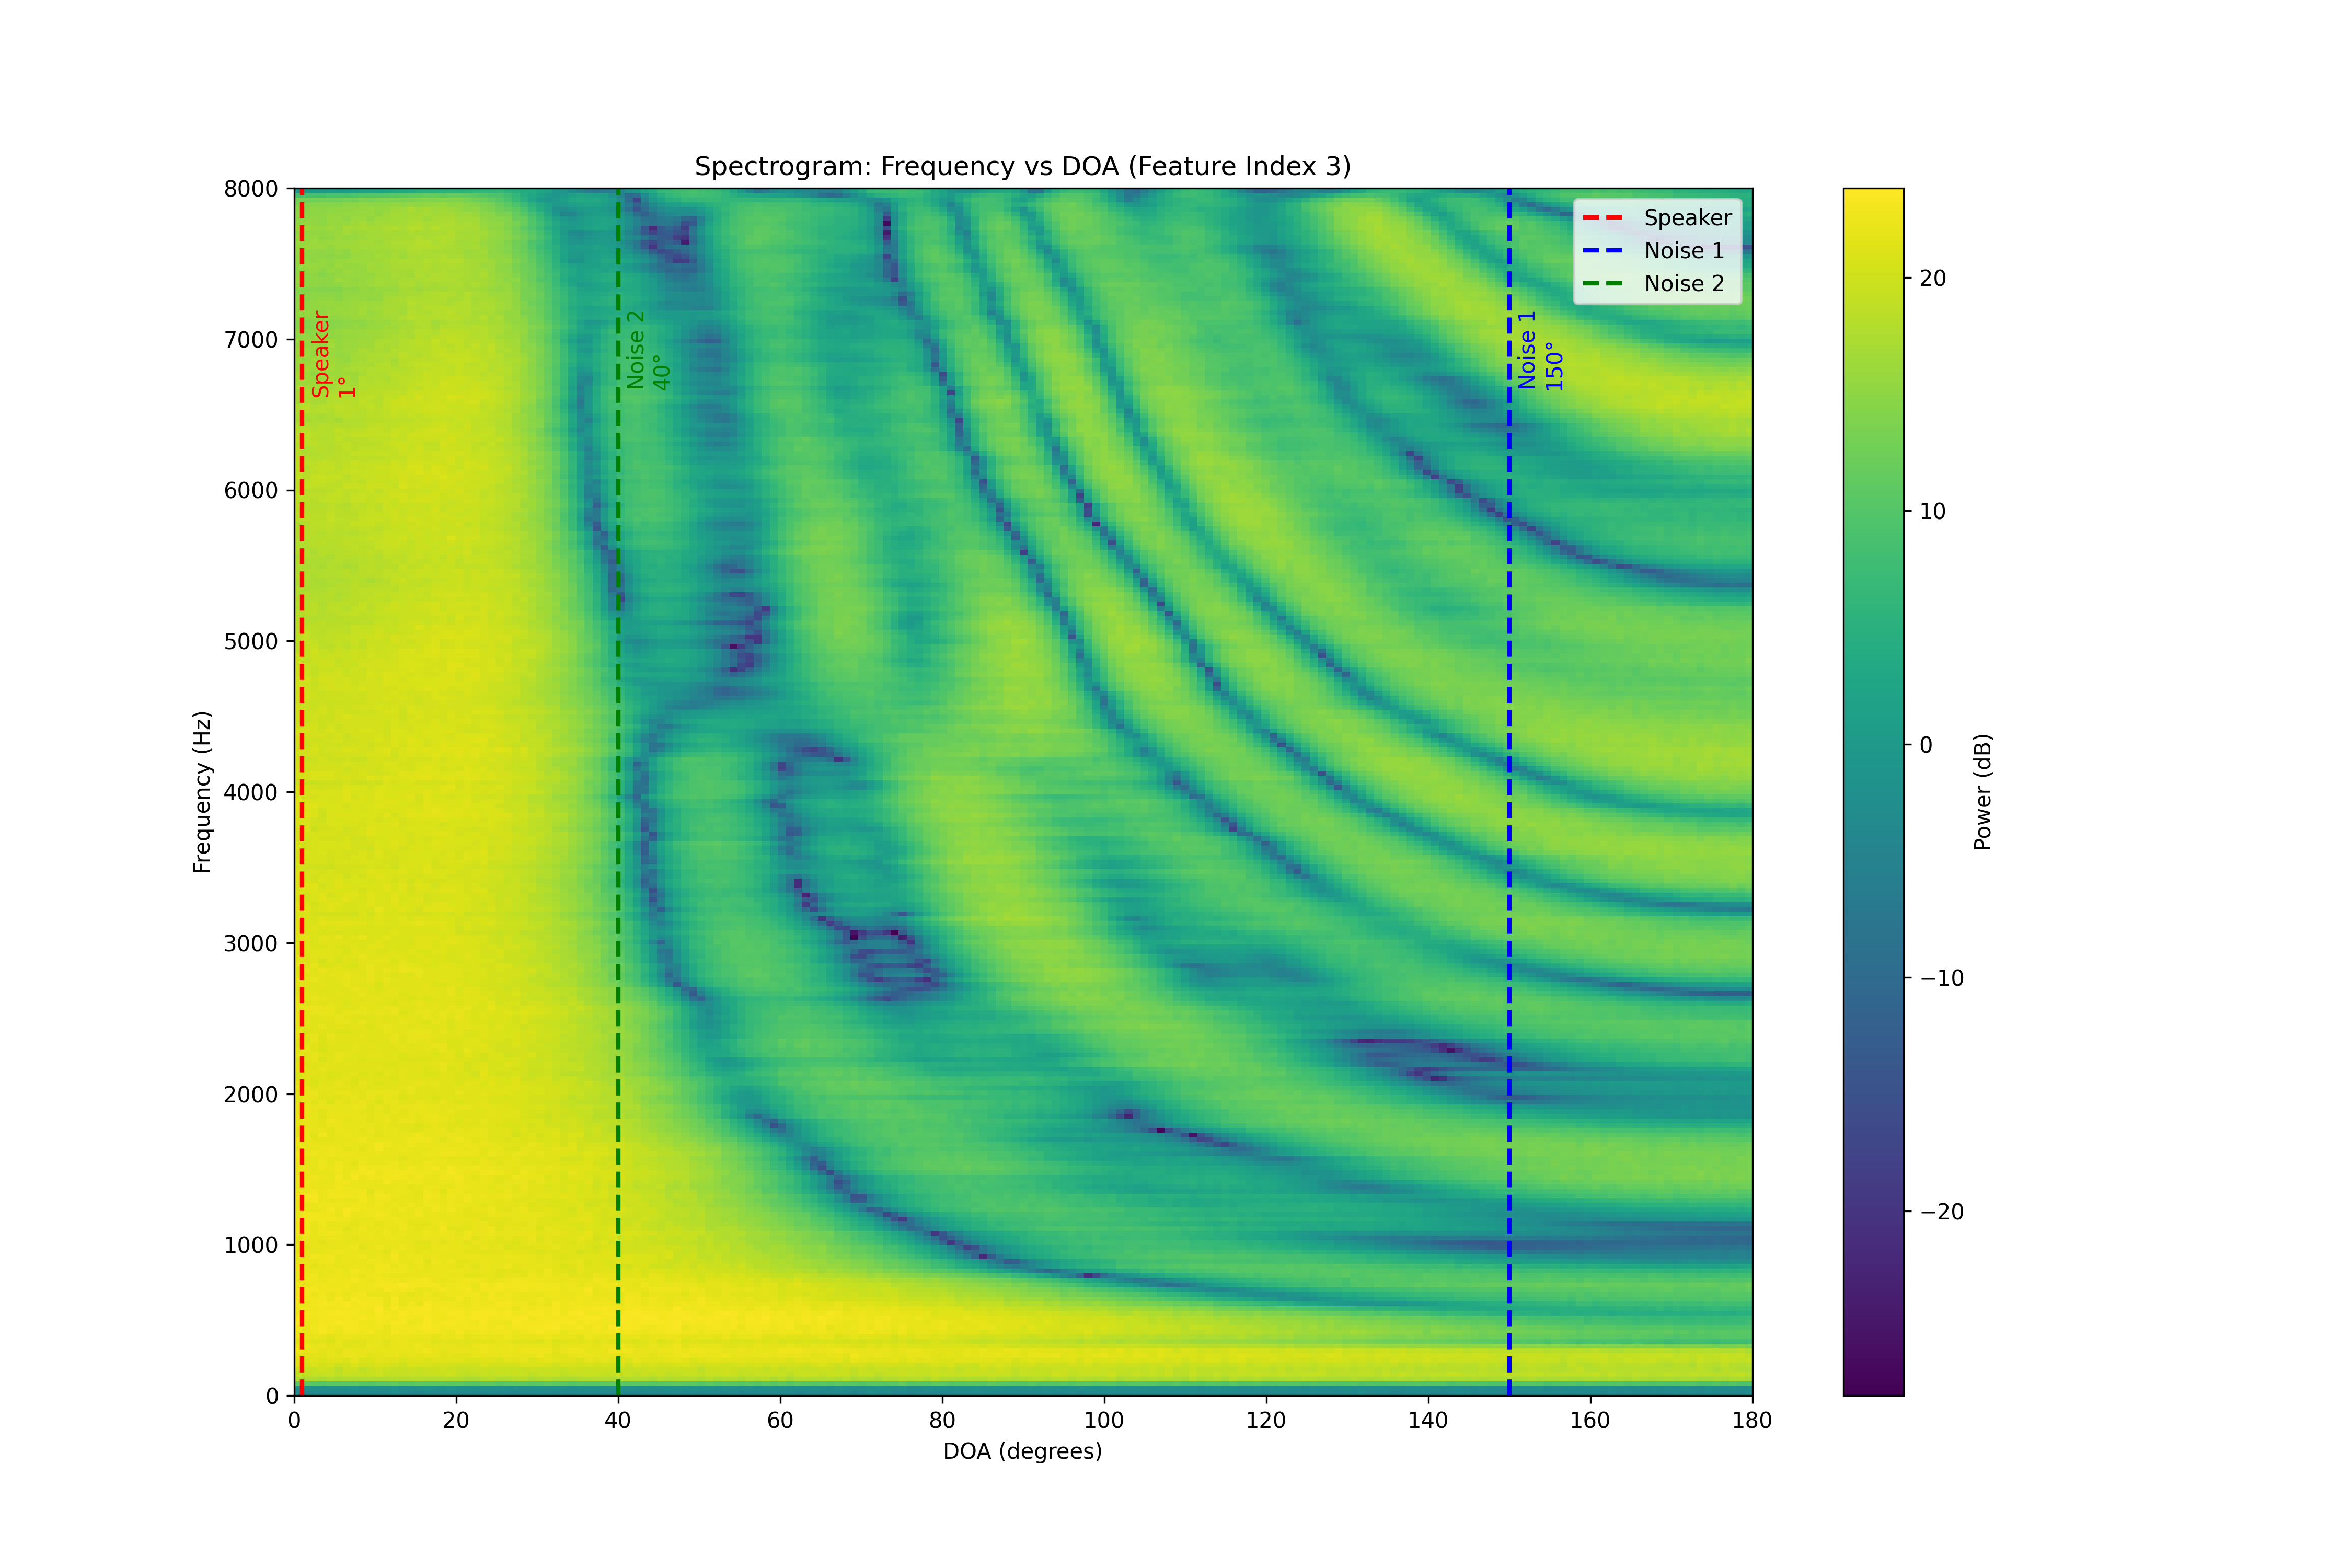 Spectrogram: Frequency vs DOA (Feature Index 3)
8000
7000
6000
5000
4000
3000
2000
1000
0
Frequency (Hz)
0
20
40
60
80
100
120
140
160
180
DOA (degrees)
Speaker
1°
Noise 2
40°
Noise 1
150°
Speaker
Noise 1
Noise 2
20
10
0
−10
−20
Power (dB)